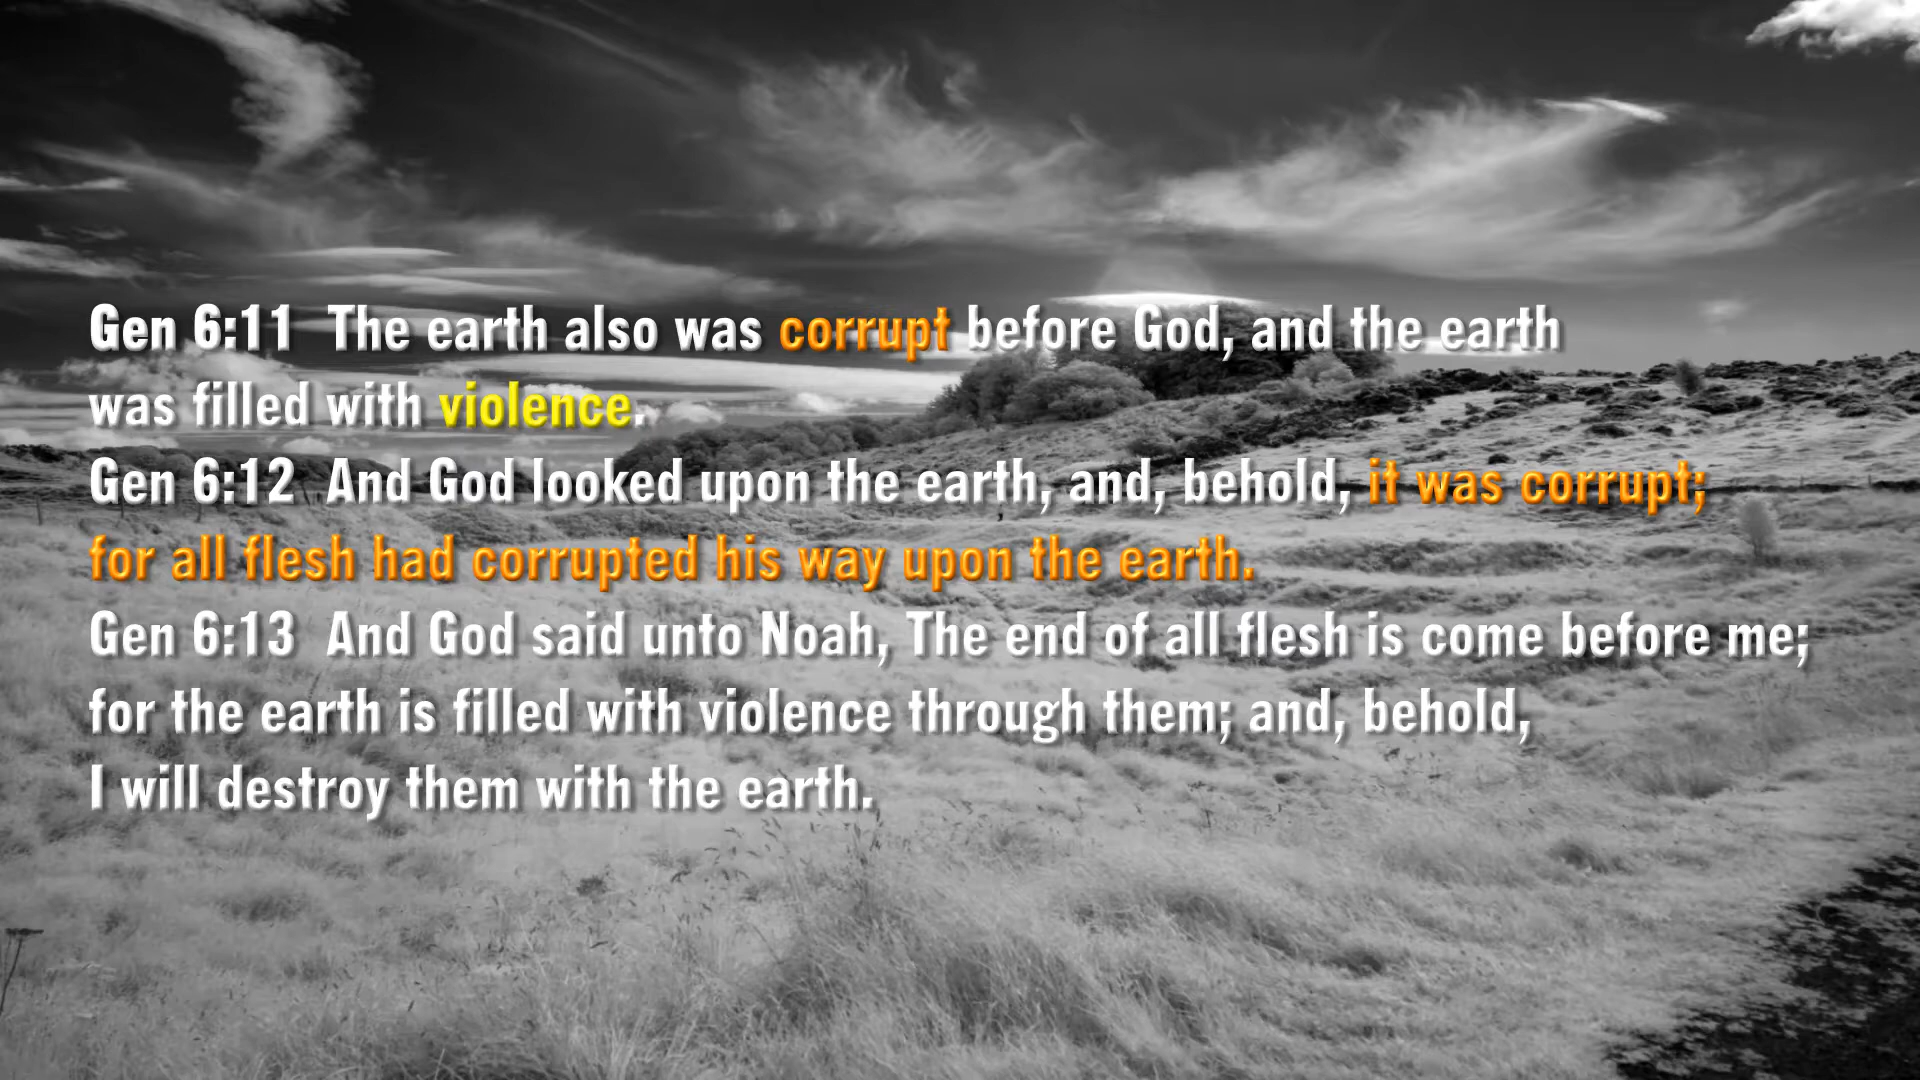 Gen 6:11  The earth also was corrupt before God, and the earth
was filled with violence.
Gen 6:12  And God looked upon the earth, and, behold, it was corrupt;
for all flesh had corrupted his way upon the earth.
Gen 6:13  And God said unto Noah, The end of all flesh is come before me;
for the earth is filled with violence through them; and, behold,
I will destroy them with the earth.